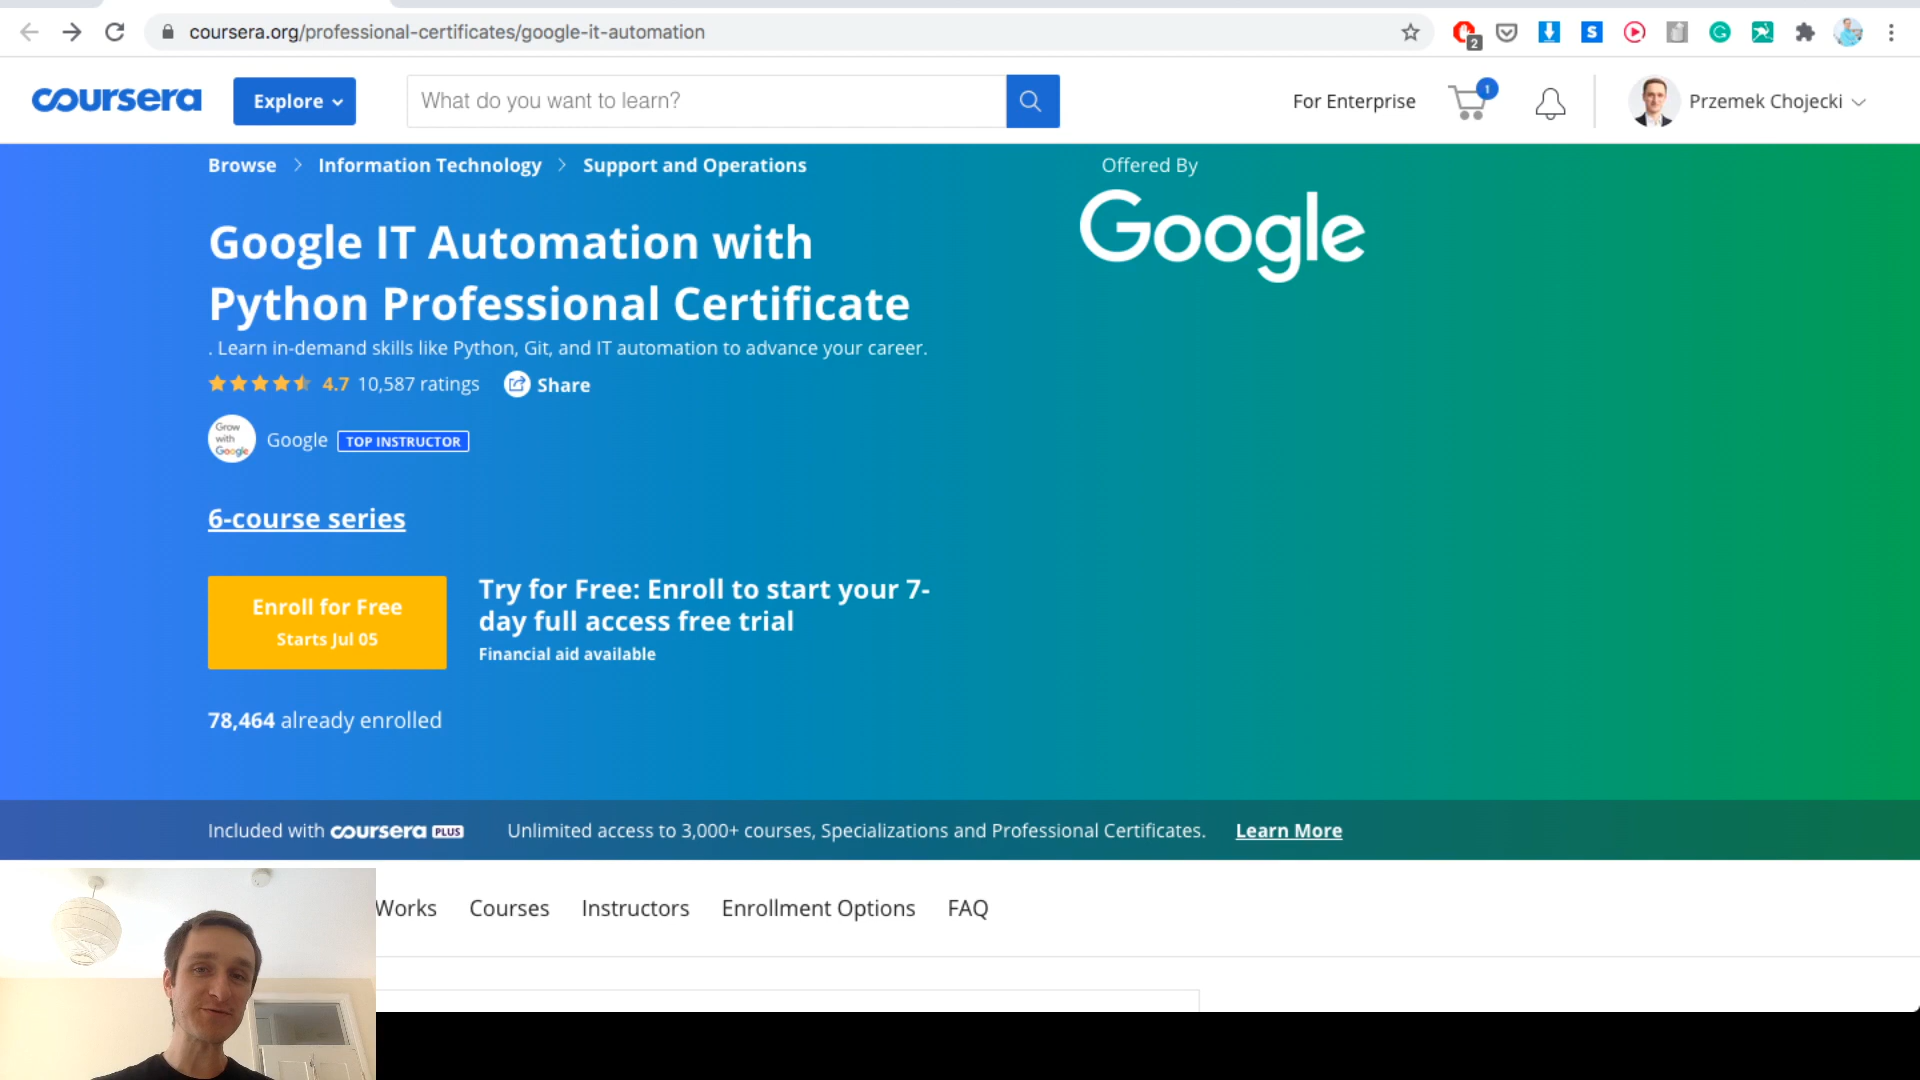 coursera.org/professional-certificates/google-it-automation
2
S
G
coursera
Explore
What do you want to learn?
For Enterprise
1
Przemek Chojecki
Browse > Information Technology > Support and Operations
Offered By
Google
Google IT Automation with
Python Professional Certificate
. Learn in-demand skills like Python, Git, and IT automation to advance your career.
4.7 10,587 ratings
Share
Grow
with
Google
Google TOP INSTRUCTOR
6-course series
Enroll for Free
Starts Jul 05
Try for Free: Enroll to start your 7-
day full access free trial
Financial aid available
78,464 already enrolled
Included with coursera PLUS
Unlimited access to 3,000+ courses, Specializations and Professional Certificates.
Learn More
Works
Courses
Instructors
Enrollment Options
FAQ